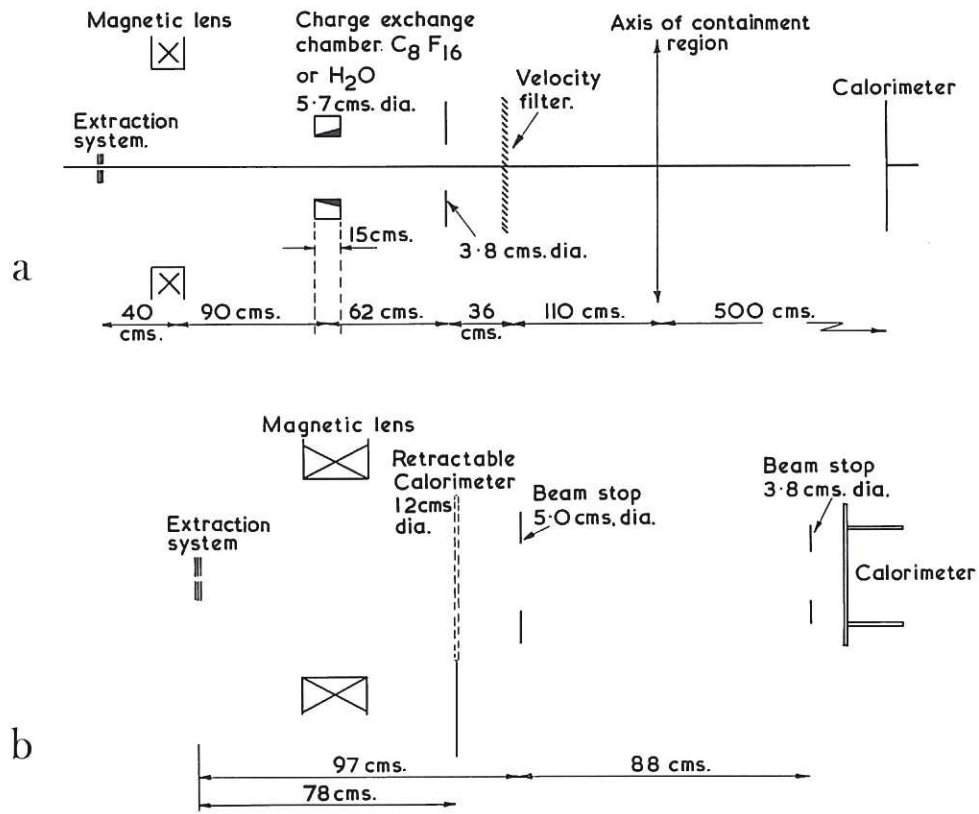 Magnetic lens
Charge exchange
chamber. C8 F16
or H2O
5·7 cms. dia.
Axis of containment
region
Velocity
filter.
Calorimeter
Extraction
system.
15cms.
3·8 cms. dia.
a
40
cms.
90 cms.
62 cms.
36
cms.
110 cms.
500 cms.
Magnetic lens
Retractable
Calorimeter
12cms
dia.
Beam stop
5·0 cms, dia.
Beam stop
3·8 cms. dia.
Extraction
system
Calorimeter
b
97 cms.
88 cms.
78 cms.